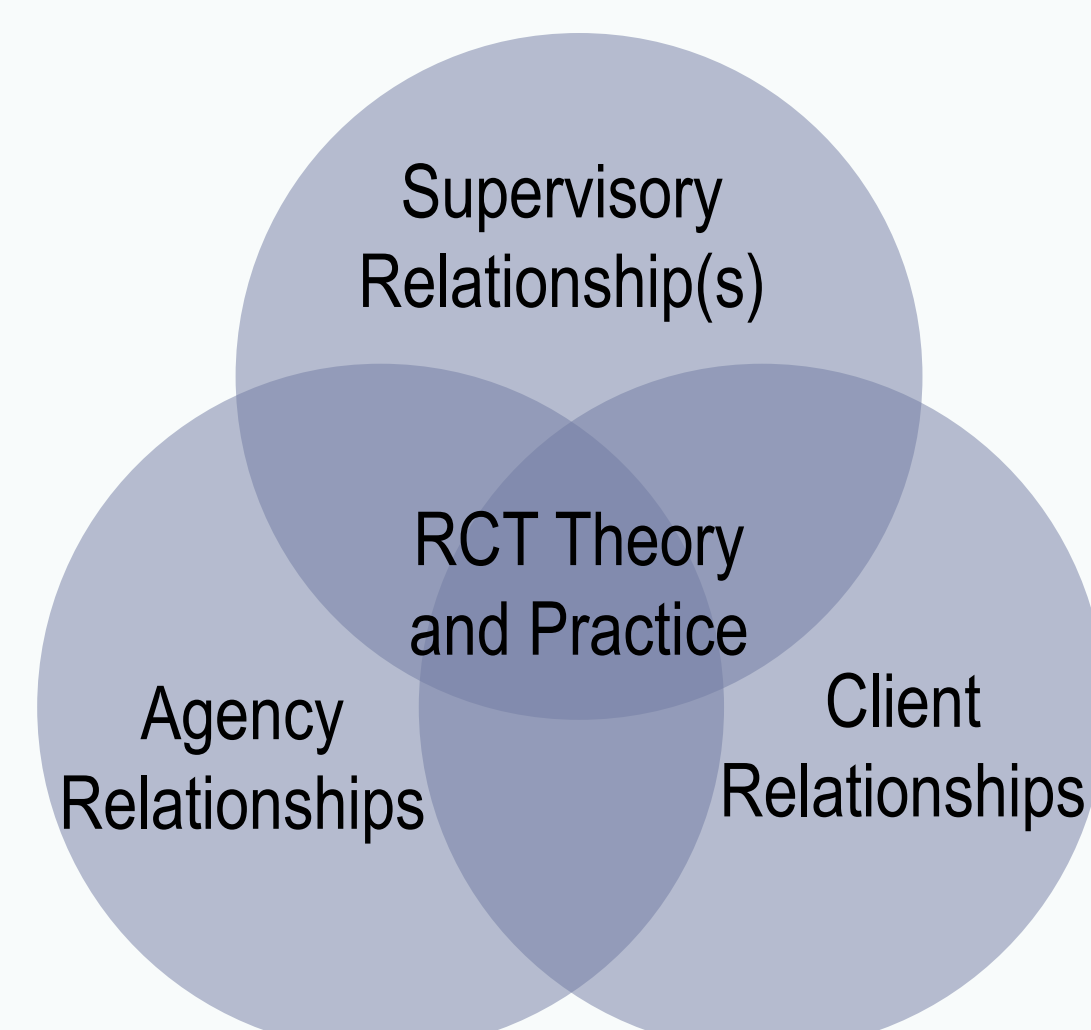 Supervisory
Relationship(s)
RCT Theory
and Practice
Agency
Relationships
Client
Relationships